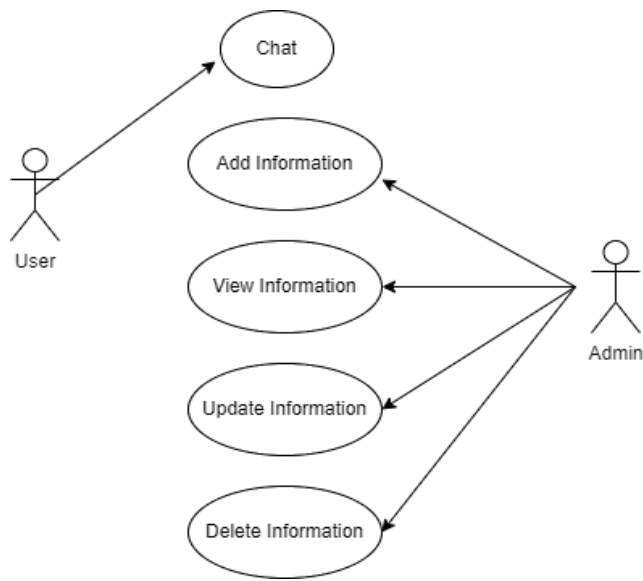 Chat
Add Information
User
View Information
Admin
Update Information
Delete Information